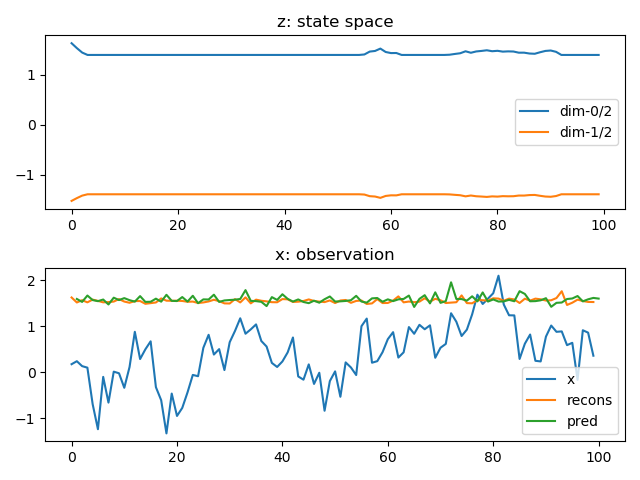 z: state space
1
0
−1
dim-0/2
dim-1/2
0 20 40 60 80 100
x: observation
2
1
0
−1
x
recons
pred
0 20 40 60 80 100